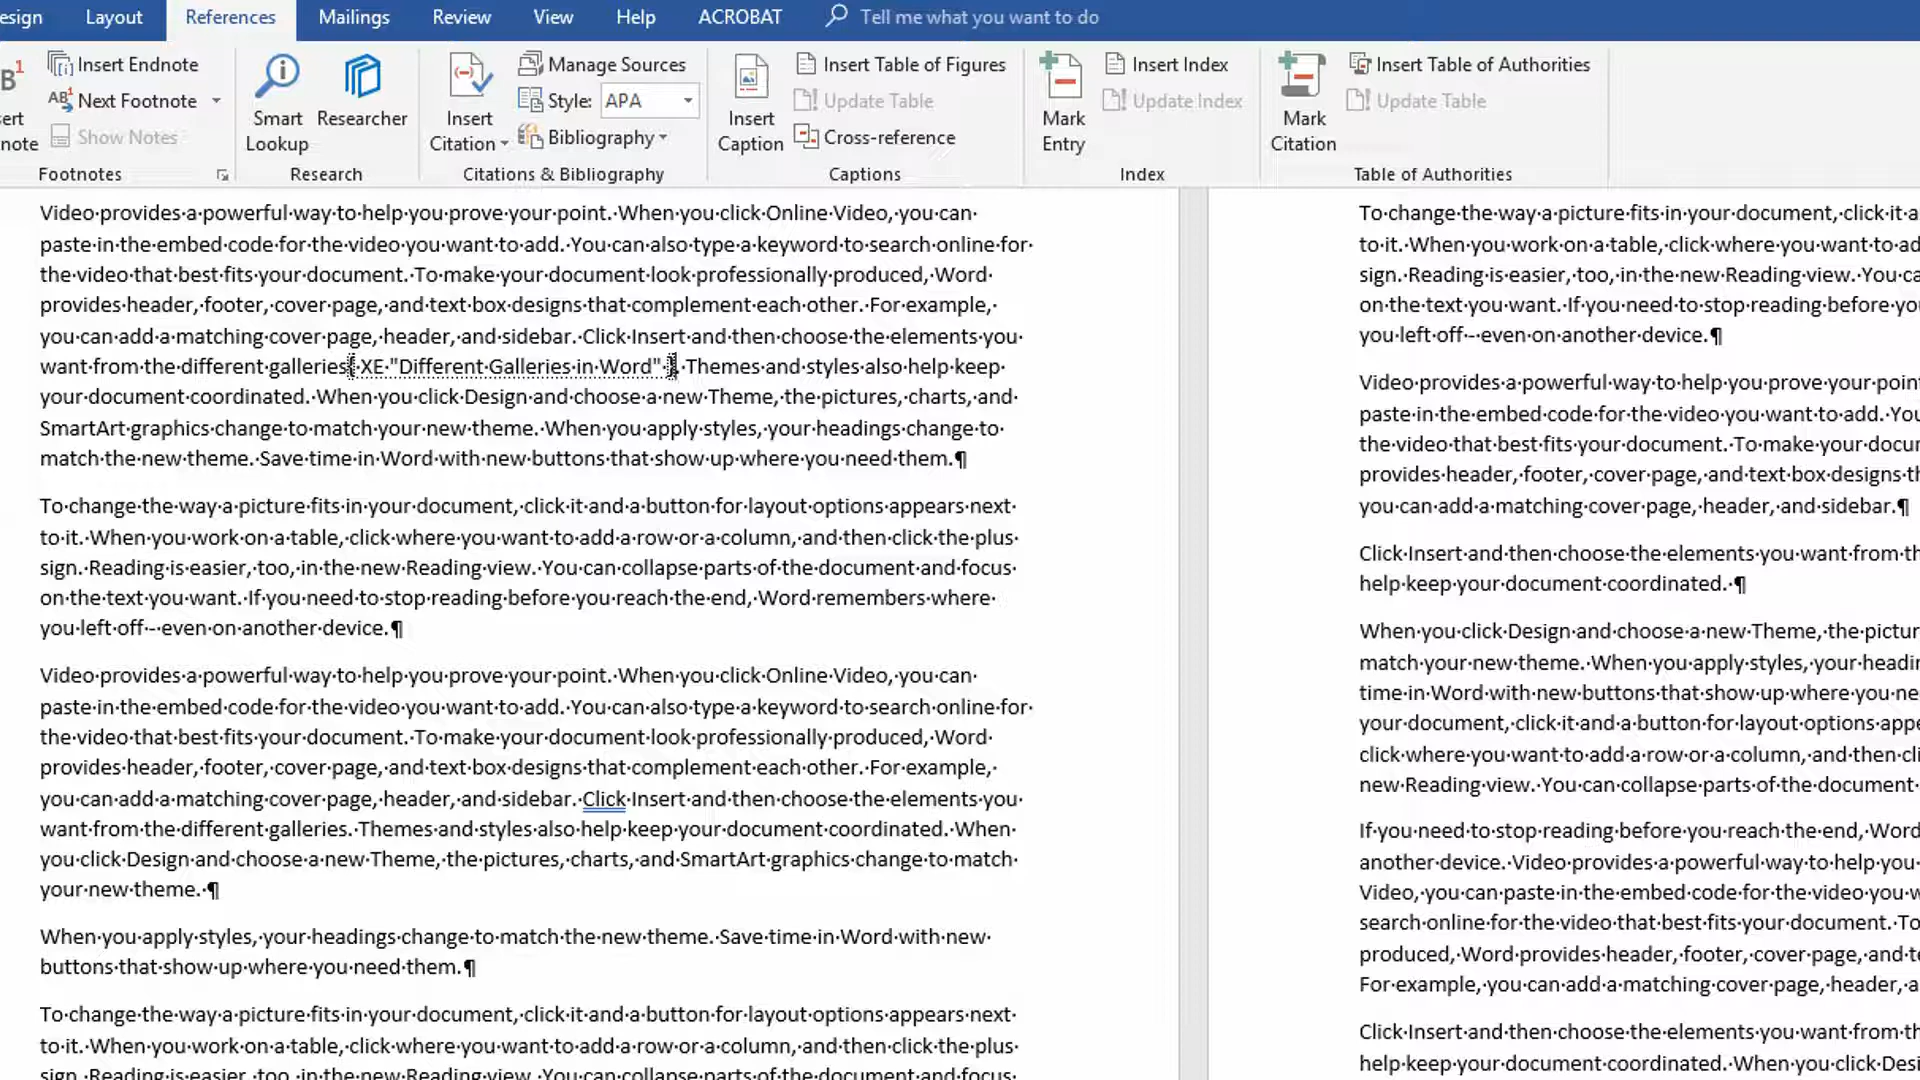 esign Layout References Mailings Review View Help ACROBAT Tell me what you want to do
Insert Endnote
Next Footnote
Show Notes
Footnotes
Smart Lookup
Researcher
Research
Insert Citation
Manage Sources
Style: APA
Bibliography
Citations & Bibliography
Insert Caption
Insert Table of Figures
Update Table
Cross-reference
Captions
Mark Entry
Insert Index
Update Index
Index
Mark Citation
Insert Table of Authorities
Update Table
Table of Authorities
Video·provides·a·powerful·way·to·help·you·prove·your·point.·When·you·click·Online·Video,·you·can·
paste·in·the·embed·code·for·the·video·you·want·to·add.·You·can·also·type·a·keyword·to·search·online·for·
the·video·that·best·fits·your·document.·To·make·your·document·look·professionally·produced,·Word·
provides·header,·footer,·cover·page,·and·text·box·designs·that·complement·each·other.·For·example,·
you·can·add·a·matching·cover·page,·header,·and·sidebar.·Click·Insert·and·then·choose·the·elements·you·
want·from·the·different·galleries{·XE·"Different·Galleries·in·Word"·}.·Themes·and·styles·also·help·keep·
your·document·coordinated.·When·you·click·Design·and·choose·a·new·Theme,·the·pictures,·charts,·and·
SmartArt·graphics·change·to·match·your·new·theme.·When·you·apply·styles,·your·headings·change·to·
match·the·new·theme.·Save·time·in·Word·with·new·buttons·that·show·up·where·you·need·them.¶
To·change·the·way·a·picture·fits·in·your·document,·click·it·and·a·button·for·layout·options·appears·next·
to·it.·When·you·work·on·a·table,·click·where·you·want·to·add·a·row·or·a·column,·and·then·click·the·plus·
sign.·Reading·is·easier,·too,·in·the·new·Reading·view.·You·can·collapse·parts·of·the·document·and·focus·
on·the·text·you·want.·If·you·need·to·stop·reading·before·you·reach·the·end,·Word·remembers·where·
you·left·off·-·even·on·another·device.¶
Video·provides·a·powerful·way·to·help·you·prove·your·point.·When·you·click·Online·Video,·you·can·
paste·in·the·embed·code·for·the·video·you·want·to·add.·You·can·also·type·a·keyword·to·search·online·for·
the·video·that·best·fits·your·document.·To·make·your·document·look·professionally·produced,·Word·
provides·header,·footer,·cover·page,·and·text·box·designs·that·complement·each·other.·For·example,·
you·can·add·a·matching·cover·page,·header,·and·sidebar.·Click·Insert·and·then·choose·the·elements·you·
want·from·the·different·galleries.·Themes·and·styles·also·help·keep·your·document·coordinated.·When·
you·click·Design·and·choose·a·new·Theme,·the·pictures,·charts,·and·SmartArt·graphics·change·to·match·
your·new·theme.·¶
When·you·apply·styles,·your·headings·change·to·match·the·new·theme.·Save·time·in·Word·with·new·
buttons·that·show·up·where·you·need·them.¶
To·change·the·way·a·picture·fits·in·your·document,·click·it·and·a·button·for·layout·options·appears·next·
to·it.·When·you·work·on·a·table,·click·where·you·want·to·add·a·row·or·a·column,·and·then·click·the·plus·
sign.·Reading·is·easier,·too,·in·the·new·Reading·view.·You·can·collapse·parts·of·the·document·and·focus·
To·change·the·way·a·picture·fits·in·your·document,·click·it·a
to·it.·When·you·work·on·a·table,·click·where·you·want·to·ad
sign.·Reading·is·easier,·too,·in·the·new·Reading·view.·You·ca
on·the·text·you·want.·If·you·need·to·stop·reading·before·yo
you·left·off·-·even·on·another·device.¶
Video·provides·a·powerful·way·to·help·you·prove·your·poin
paste·in·the·embed·code·for·the·video·you·want·to·add.·You
the·video·that·best·fits·your·document.·To·make·your·docu
provides·header,·footer,·cover·page,·and·text·box·designs·th
you·can·add·a·matching·cover·page,·header,·and·sidebar.¶
Click·Insert·and·then·choose·the·elements·you·want·from·th
help·keep·your·document·coordinated.·¶
When·you·click·Design·and·choose·a·new·Theme,·the·pictur
match·your·new·theme.·When·you·apply·styles,·your·headi
time·in·Word·with·new·buttons·that·show·up·where·you·ne
your·document,·click·it·and·a·button·for·layout·options·appe
click·where·you·want·to·add·a·row·or·a·column,·and·then·cli
new·Reading·view.·You·can·collapse·parts·of·the·document·
If·you·need·to·stop·reading·before·you·reach·the·end,·Word
another·device.·Video·provides·a·powerful·way·to·help·you·
Video,·you·can·paste·in·the·embed·code·for·the·video·you·w
search·online·for·the·video·that·best·fits·your·document.·To
produced,·Word·provides·header,·footer,·cover·page,·and·te
For·example,·you·can·add·a·matching·cover·page,·header,·a
Click·Insert·and·then·choose·the·elements·you·want·from·th
help·keep·your·document·coordinated.·When·you·click·Desi